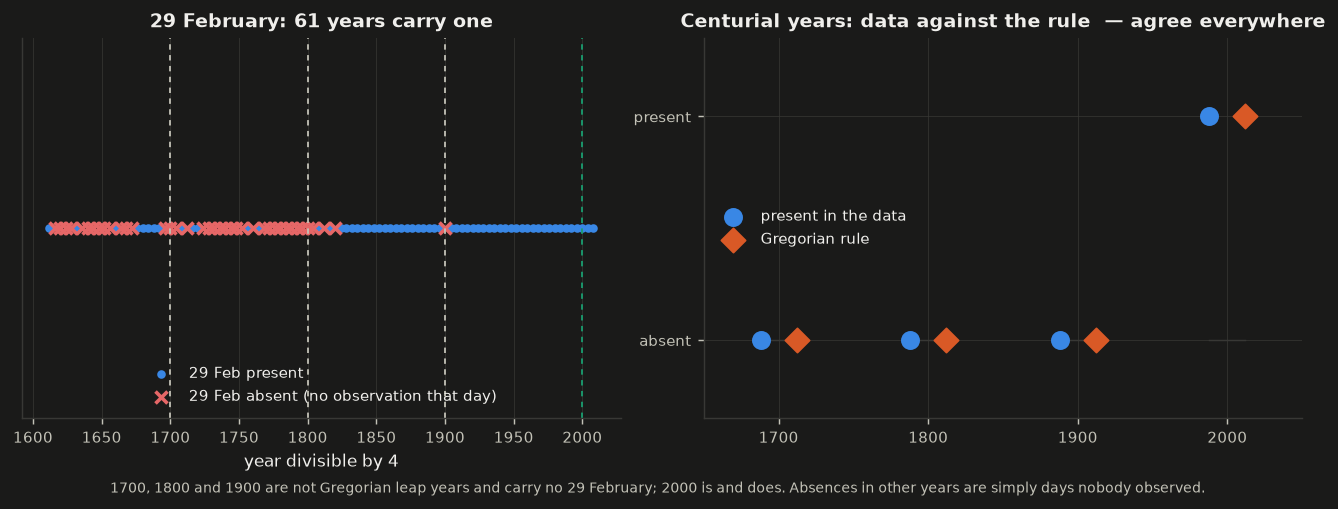 29 February: 61 years carry one
29 Feb present
29 Feb absent (no observation that day)
1600 1650 1700 1750 1800 1850 1900 1950 2000
year divisible by 4
Centurial years: data against the rule — agree everywhere
present
present in the data
Gregorian rule
absent
1700 1800 1900 2000
1700, 1800 and 1900 are not Gregorian leap years and carry no 29 February; 2000 is and does. Absences in other years are simply days nobody observed.